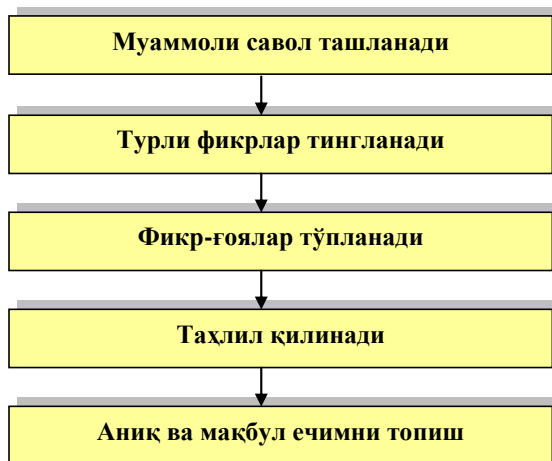 Муаммоли савол ташланади
Турли фикрлар тингланади
Фикр-ғоялар тўпланади
Таҳлил қилинади
Аниқ ва мақбул ечимни топиш